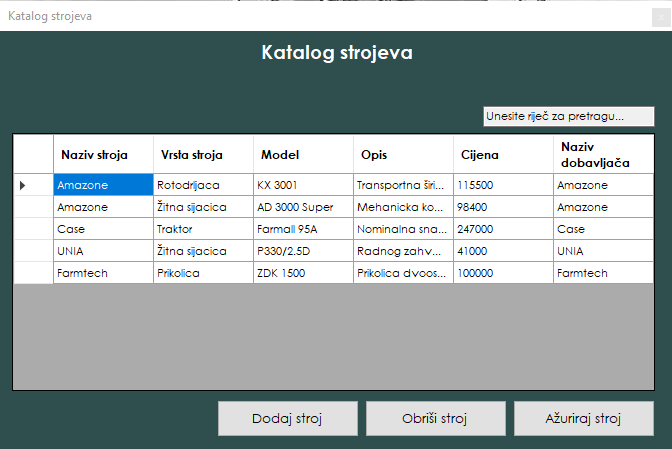 Katalog strojeva
x
Katalog strojeva
Unesite riječ za pretragu...
Naziv stroja Vrsta stroja Model Opis Cijena Naziv dobavljača
Amazone Rotodrljaca KX 3001 Transportna širi... 115500 Amazone
Amazone Žitna sijacica AD 3000 Super Mehanicka ko... 98400 Amazone
Case Traktor Farmall 95A Nominalna sna... 247000 Case
UNIA Žitna sijacica P330/2.5D Radnog zahv... 41000 UNIA
Farmtech Prikolica ZDK 1500 Prikolica dvoos... 100000 Farmtech
Dodaj stroj Obriši stroj Ažuriraj stroj